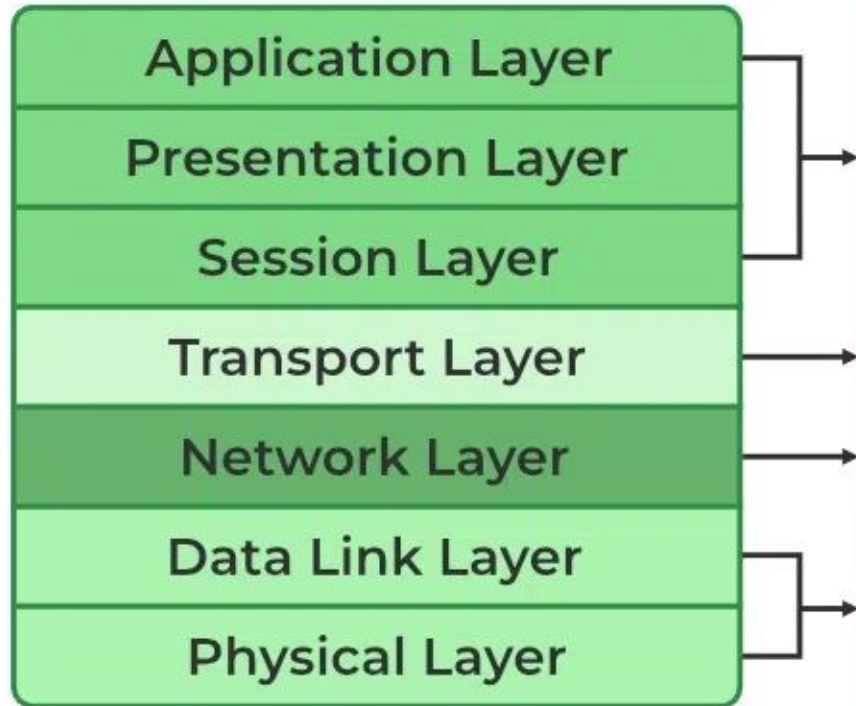 Application Layer
Presentation Layer
Session Layer
Transport Layer
Network Layer
Data Link Layer
Physical Layer